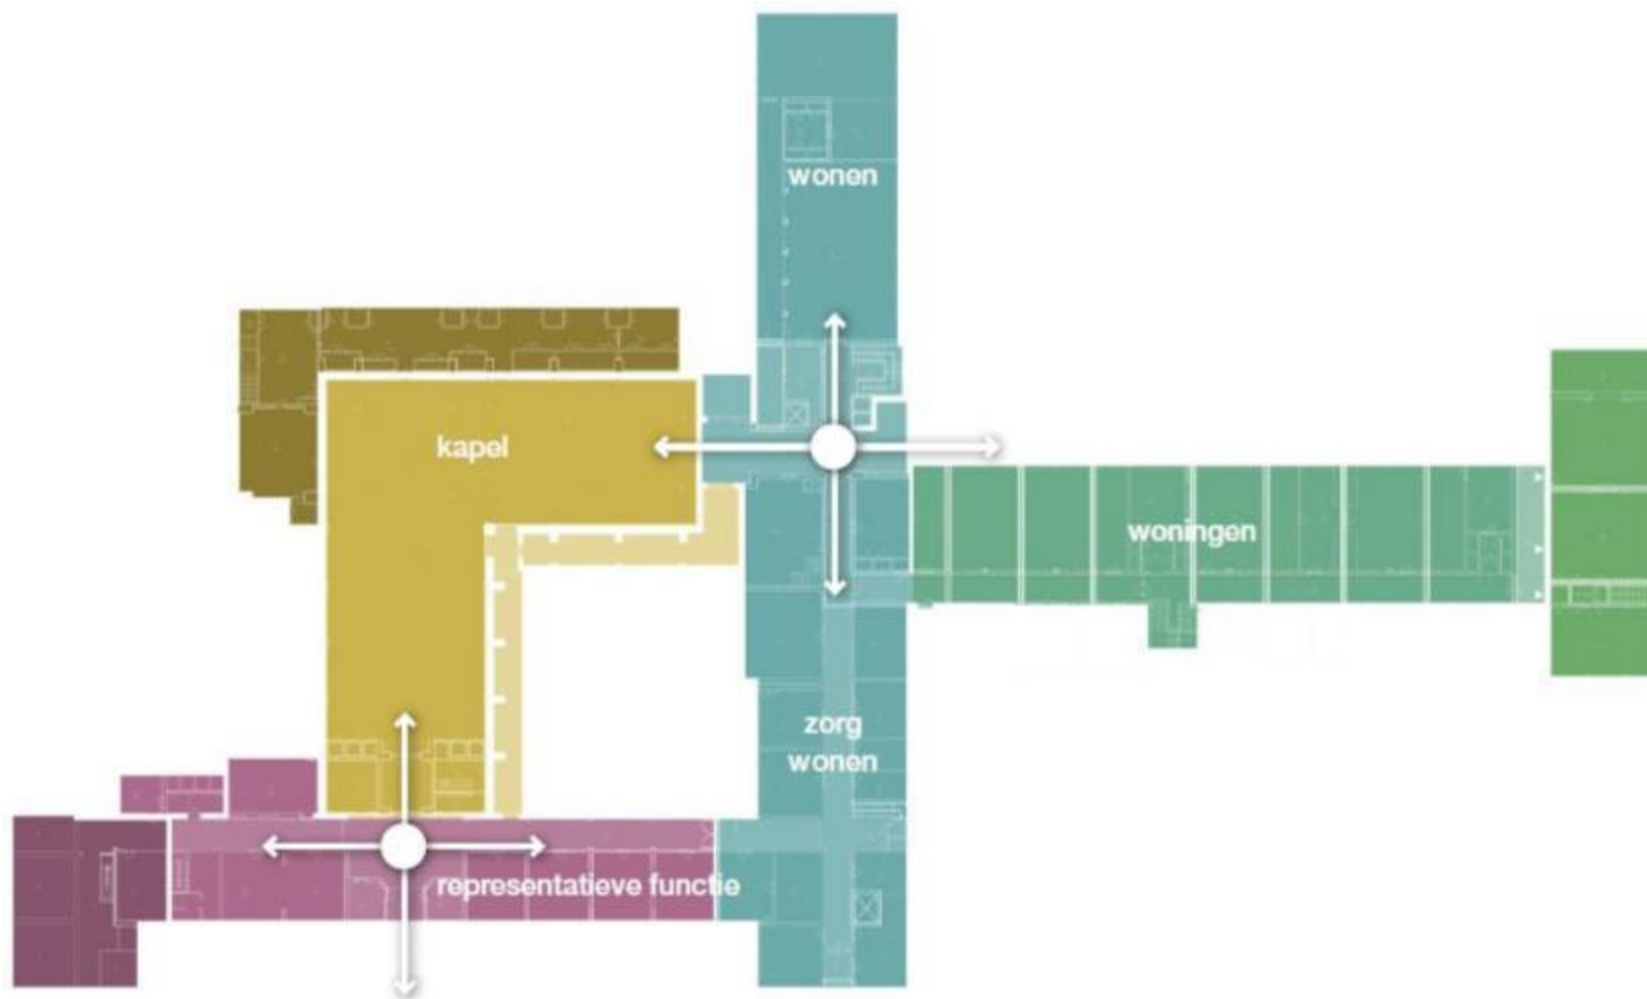 wonen
kapel
woningen
zorg
wonen
representatieve functie